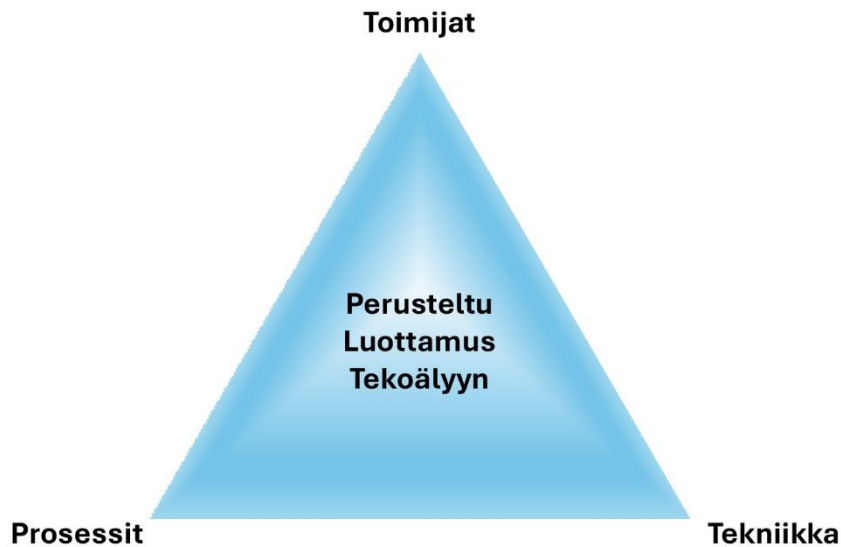 Toimijat
Perusteltu
Luottamus
Tekoälyyn
Prosessit
Tekniikka